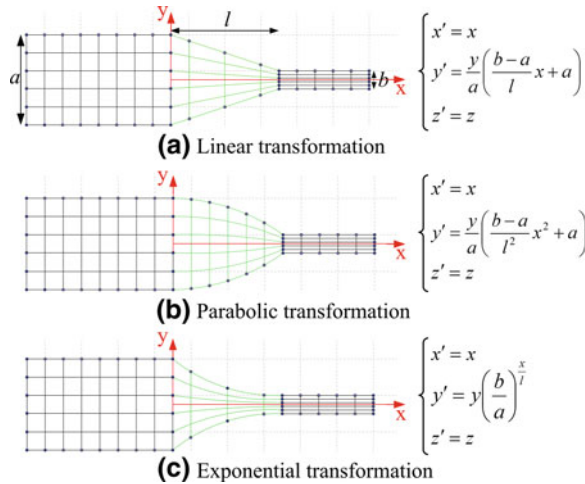 y
l
a
b
x
x' = x
y' = y/a ( (b−a)/l x + a )
z' = z
(a) Linear transformation
y
x
x' = x
y' = y/a ( (b−a)/l² x² + a )
z' = z
(b) Parabolic transformation
y
x
x' = x
y' = y (b/a)^(x/l)
z' = z
(c) Exponential transformation